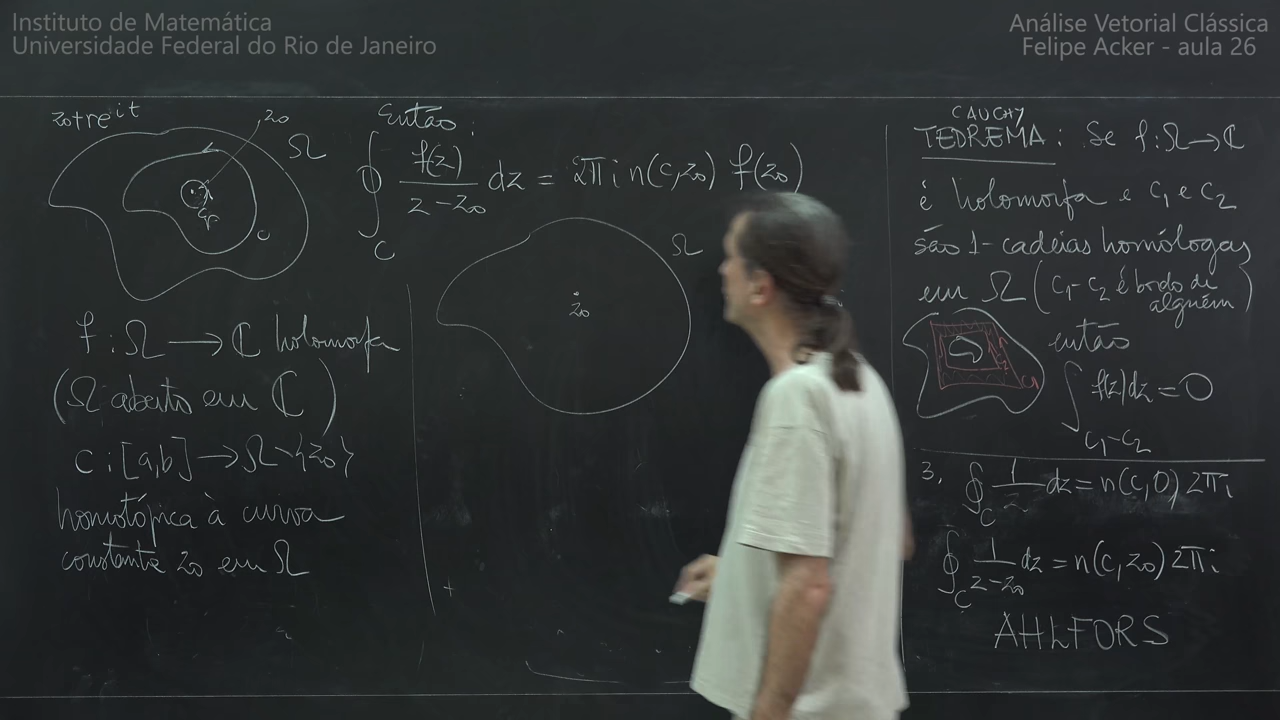 Instituto de Matemática
Universidade Federal do Rio de Janeiro
Análise Vetorial Clássica
Felipe Acker - aula 26
z₀+re^it
z₀
Ω
C
f : Ω → ℂ holomorfa
(Ω aberto em ℂ)
c : [a,b] → Ω - {z₀}
homotópica à curva
constante z₀ em Ω
Então :
∮_C f(z)/(z - z₀) dz = 2πi n(c,z₀) f(z₀)
Ω
z₀
CAUCHY
TEOREMA : Se f : Ω → ℂ
é holomorfa e c₁ e c₂
são 1-cadeias homólogas
em Ω (c₁-c₂ é bordo de
alguém)
então
∫_{c₁-c₂} f(z)dz = 0
3. ∮_C 1/z dz = n(c,0) 2πi
∮_C 1/(z-z₀) dz = n(c,z₀) 2πi
AHLFORS